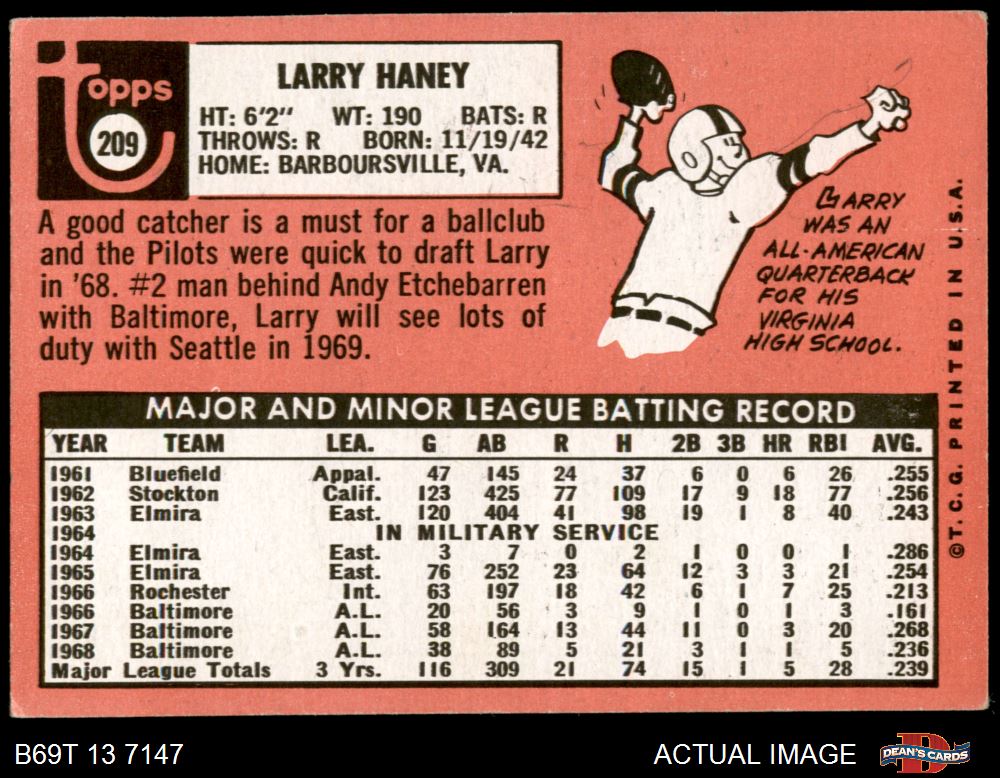 topps
209
LARRY HANEY
HT: 6'2" WT: 190 BATS: R
THROWS: R BORN: 11/19/42
HOME: BARBOURSVILLE, VA.
A good catcher is a must for a ballclub
and the Pilots were quick to draft Larry
in '68. #2 man behind Andy Etchebarren
with Baltimore, Larry will see lots of
duty with Seattle in 1969.
LARRY
WAS AN
ALL-AMERICAN
QUARTERBACK
FOR HIS
VIRGINIA
HIGH SCHOOL.
©T.C.G. PRINTED IN U.S.A.
MAJOR AND MINOR LEAGUE BATTING RECORD
YEAR TEAM LEA. G AB R H 2B 3B HR RBI AVG.
1961 Bluefield Appal. 47 145 24 37 6 0 6 26 .255
1962 Stockton Calif. 123 425 77 109 17 9 18 77 .256
1963 Elmira East. 120 404 41 98 19 1 8 40 .243
1964 IN MILITARY SERVICE
1964 Elmira East. 3 7 0 2 1 0 0 1 .286
1965 Elmira East. 76 252 23 64 12 3 3 21 .254
1966 Rochester Int. 63 197 18 42 6 1 7 25 .213
1966 Baltimore A.L. 20 56 3 9 1 0 1 3 .161
1967 Baltimore A.L. 58 164 13 44 11 0 3 20 .268
1968 Baltimore A.L. 38 89 5 21 3 1 1 5 .236
Major League Totals 3 Yrs. 116 309 21 74 15 1 5 28 .239
B69T 13 7147
ACTUAL IMAGE
D
DEAN'S CARDS